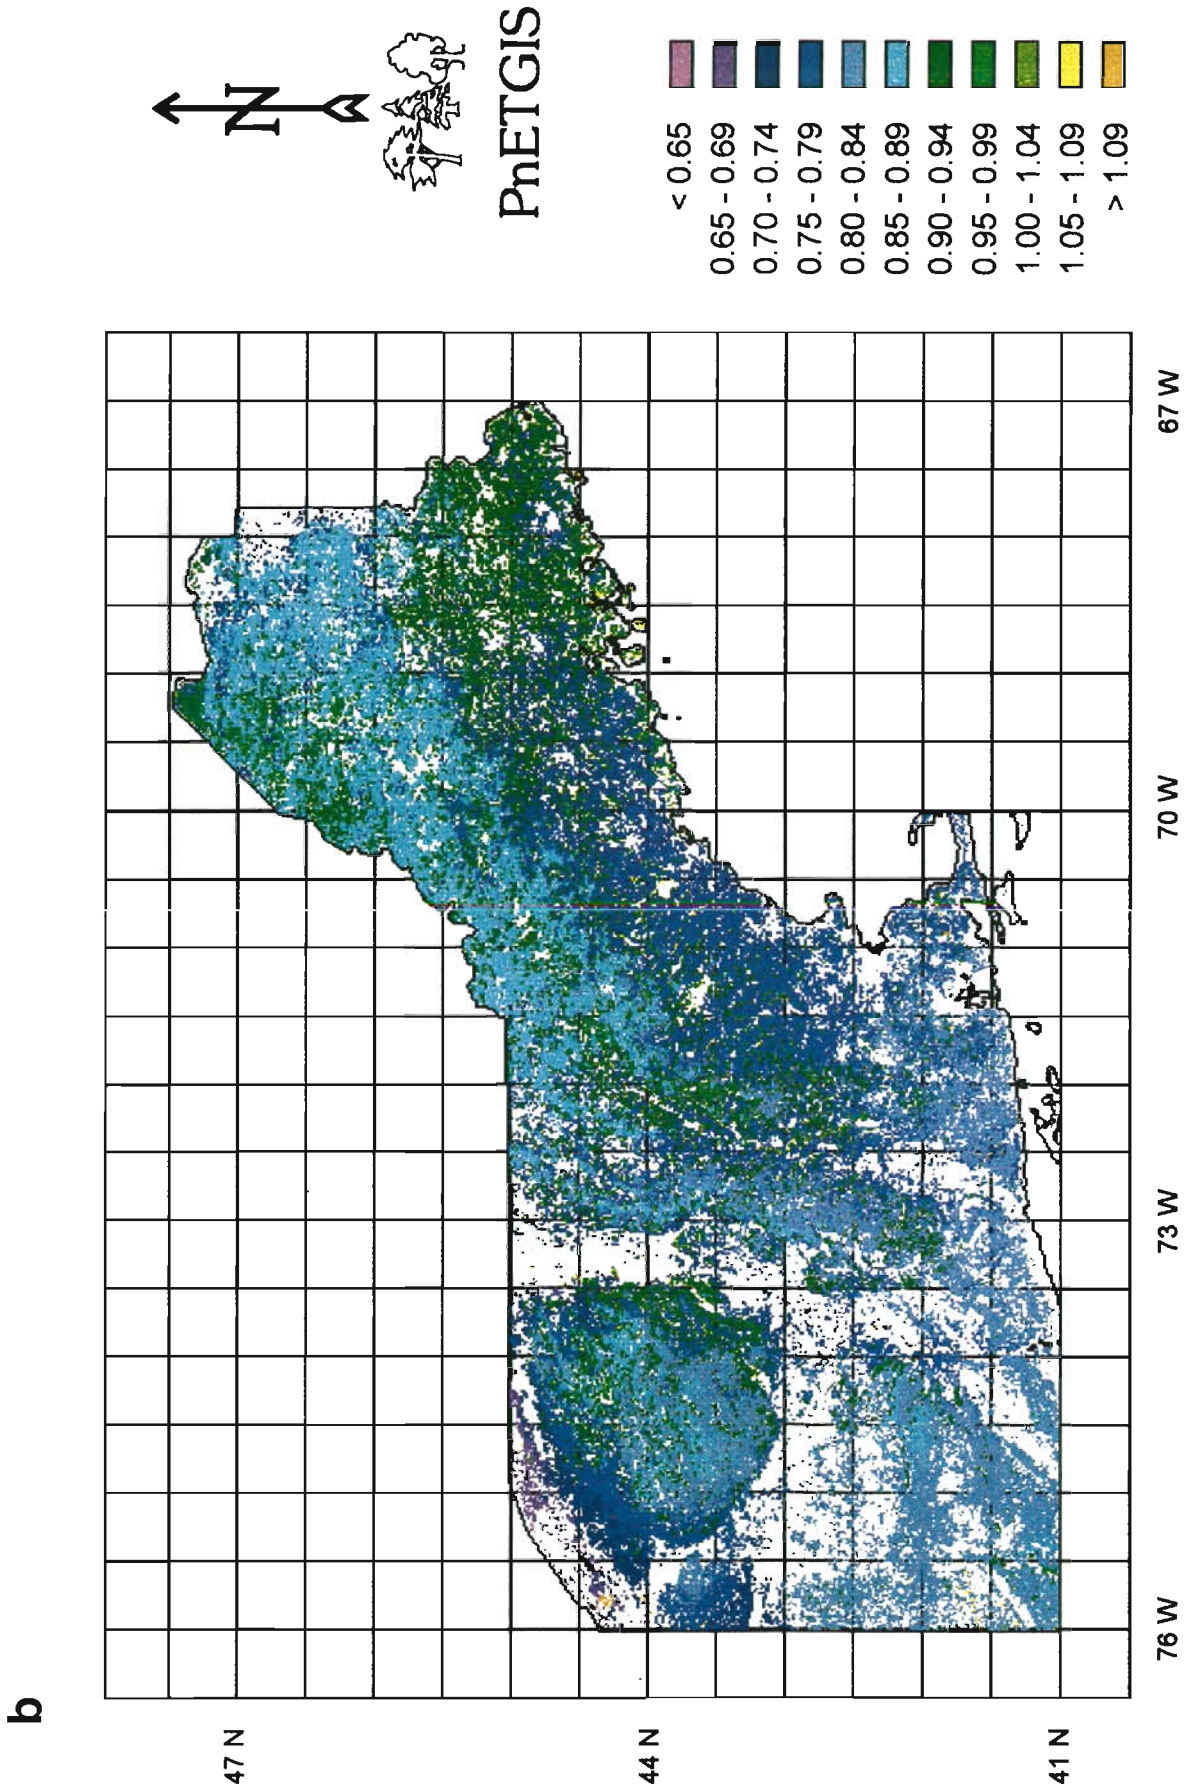 b
N
PnETGIS
< 0.65
0.65 - 0.69
0.70 - 0.74
0.75 - 0.79
0.80 - 0.84
0.85 - 0.89
0.90 - 0.94
0.95 - 0.99
1.00 - 1.04
1.05 - 1.09
> 1.09
47 N
44 N
41 N
76 W
73 W
70 W
67 W